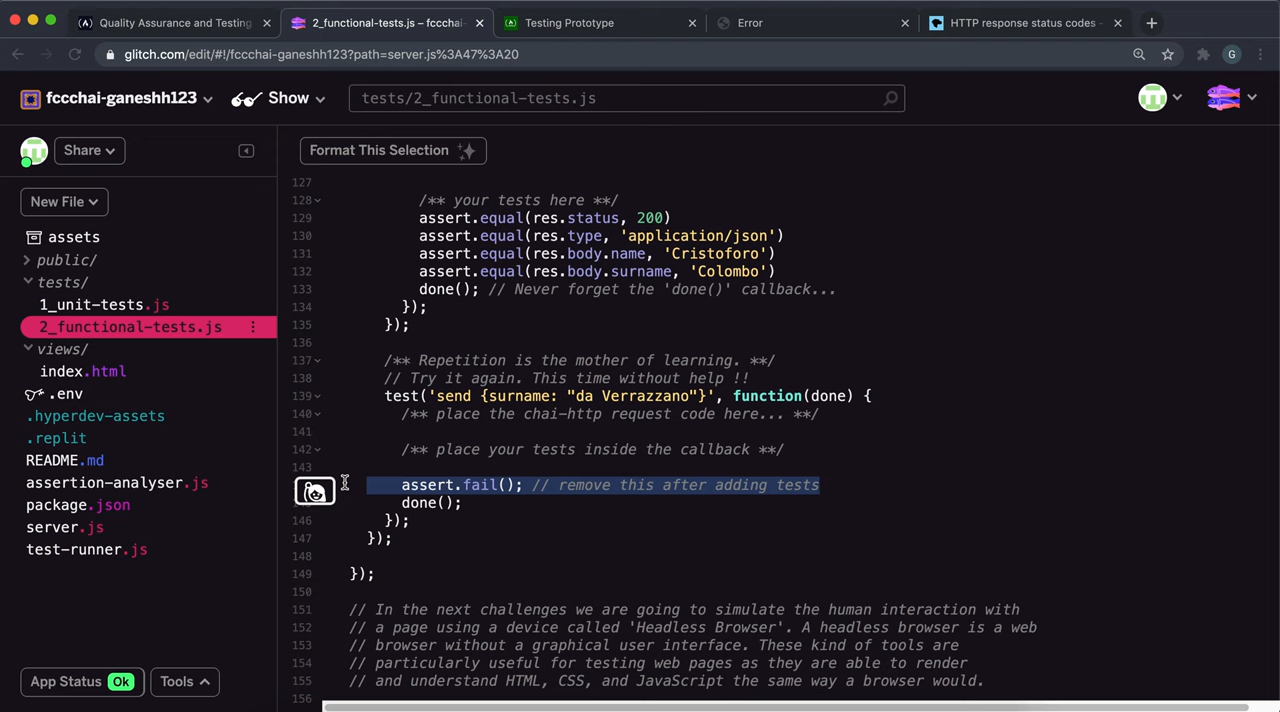 Quality Assurance and Testing
2_functional-tests.js – fccchai-
Testing Prototype
Error
HTTP response status codes -
glitch.com/edit/#!/fccchai-ganeshh123?path=server.js%3A47%3A20
G
fccchai-ganeshh123
Show
tests/2_functional-tests.js
Share
Format This Selection
New File
assets
public/
tests/
1_unit-tests.js
2_functional-tests.js
views/
index.html
.env
.hyperdev-assets
.replit
README.md
assertion-analyser.js
package.json
server.js
test-runner.js
App Status Ok
Tools
127
128 /** your tests here **/
129 assert.equal(res.status, 200)
130 assert.equal(res.type, 'application/json')
131 assert.equal(res.body.name, 'Cristoforo')
132 assert.equal(res.body.surname, 'Colombo')
133 done(); // Never forget the 'done()' callback...
134 });
135 });
136
137 /** Repetition is the mother of learning. **/
138 // Try it again. This time without help !!
139 test('send {surname: "da Verrazzano"}', function(done) {
140 /** place the chai-http request code here... **/
141
142 /** place your tests inside the callback **/
143
assert.fail(); // remove this after adding tests
done();
146 });
147 });
148
149 });
150
151 // In the next challenges we are going to simulate the human interaction with
152 // a page using a device called 'Headless Browser'. A headless browser is a web
153 // browser without a graphical user interface. These kind of tools are
154 // particularly useful for testing web pages as they are able to render
155 // and understand HTML, CSS, and JavaScript the same way a browser would.
156